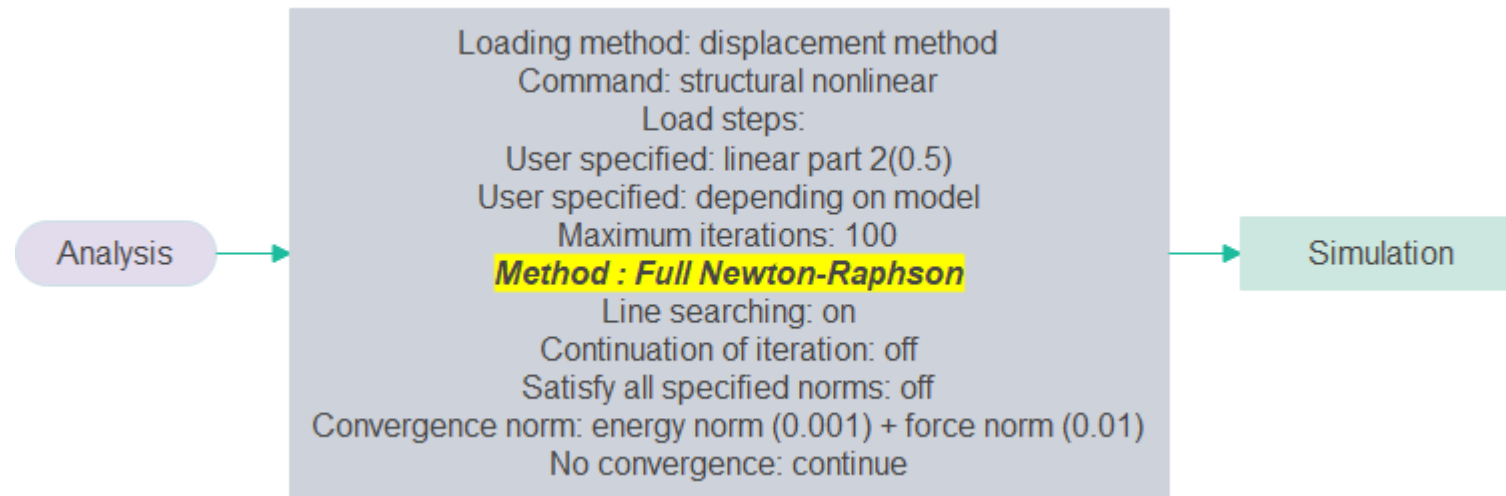 Analysis
Loading method: displacement method
Command: structural nonlinear
Load steps:
User specified: linear part 2(0.5)
User specified: depending on model
Maximum iterations: 100
Method : Full Newton-Raphson
Line searching: on
Continuation of iteration: off
Satisfy all specified norms: off
Convergence norm: energy norm (0.001) + force norm (0.01)
No convergence: continue
Simulation